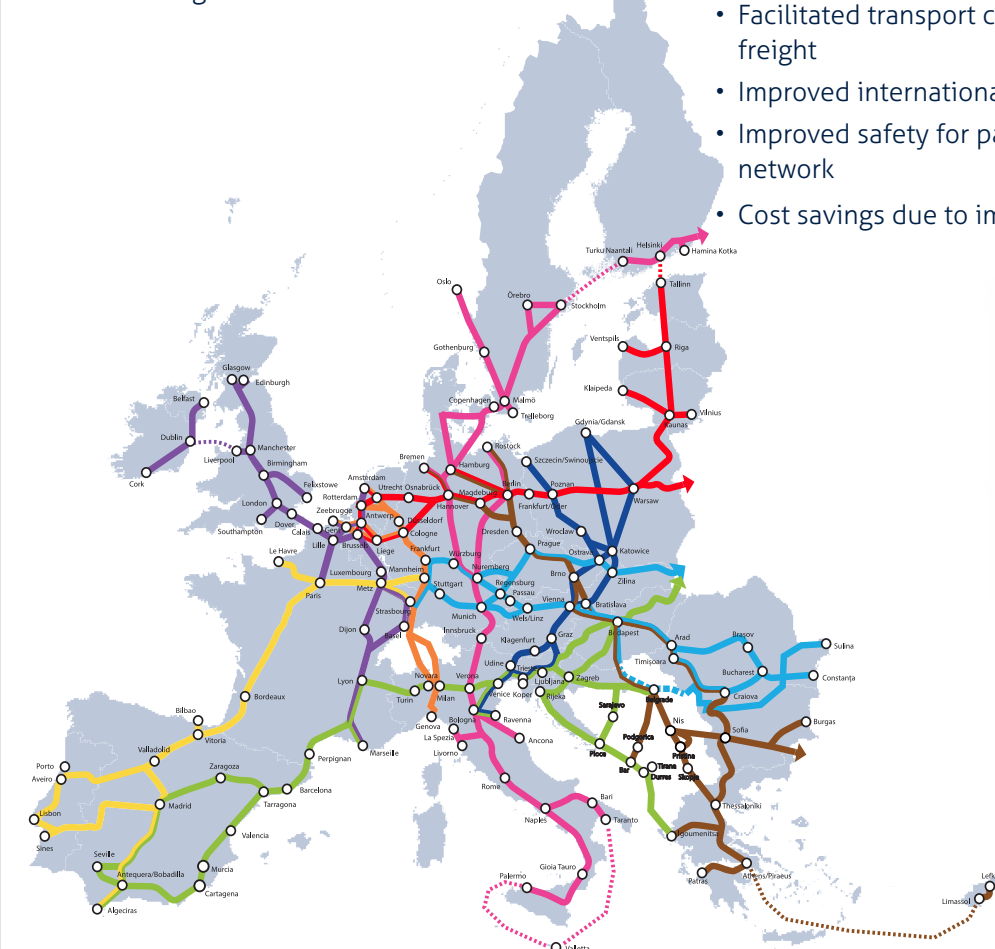 Facilitated transport c
freight
Improved internationa
Improved safety for pa
network
Cost savings due to im
Helsinki
Turku Naantali
Hamina Kotka
Tallinn
Oslo
Örebro
Stockholm
Ventspils
Riga
Gothenburg
Glasgow
Edinburgh
Klaipeda
Belfast
Copenhagen
Malmö
Trelleborg
Vilnius
Kaunas
Gdynia/Gdansk
Dublin
Liverpool
Manchester
Rostock
Bremen
Hamburg
Szczecin/Swinoujscie
Birmingham
Cork
Felixstowe
Amsterdam
Utrecht
Osnabrück
Magdeburg
Berlin
Poznan
Warsaw
London
Rotterdam
Hannover
Frankfurt/Oder
Southampton
Dover
Calais
Zeebrugge
Antwerp
Düsseldorf
Cologne
Dresden
Wroclaw
Lille
Brussels
Liege
Prague
Le Havre
Frankfurt
Würzburg
Ostrava
Katowice
Luxembourg
Mannheim
Nuremberg
Brno
Zilina
Paris
Metz
Stuttgart
Regensburg
Passau
Vienna
Bratislava
Strasbourg
Munich
Wels/Linz
Dijon
Basel
Innsbruck
Klagenfurt
Graz
Budapest
Arad
Brasov
Sulina
Timişoara
Udine
Trieste
Lyon
Novara
Verona
Ljubljana
Zagreb
Bucharest
Constanţa
Turin
Milan
Venice
Koper
Rijeka
Belgrade
Craiova
Bordeaux
Genova
Bologna
Ravenna
Sarajevo
Bilbao
Vitoria
La Spezia
Ancona
Nis
Sofia
Burgas
Valladolid
Marseille
Livorno
Ploce
Podgorica
Pristina
Perpignan
Porto
Aveiro
Zaragoza
Bar
Tirana
Durres
Skopje
Barcelona
Rome
Tarragona
Madrid
Lisbon
Bari
Naples
Taranto
Thessaloniki
Sines
Valencia
Igoumenitsa
Seville
Murcia
Gioia Tauro
Antequera/Bobadilla
Palermo
Patras
Athens/Piraeus
Cartagena
Lefk
Limassol
Algeciras
Valetta